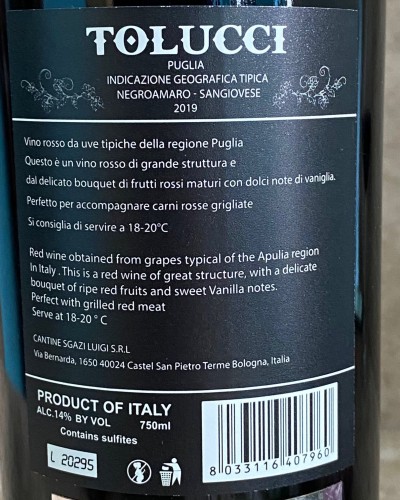 TOLUCCI
PUGLIA
INDICAZIONE GEOGRAFICA TIPICA
NEGROAMARO - SANGIOVESE
2019
Vino rosso da uve tipiche della regione Puglia
Questo è un vino rosso di grande struttura e
dal delicato bouquet di frutti rossi maturi con dolci note di vaniglia.
Perfetto per accompagnare carni rosse grigliate
Si consiglia di servire a 18-20°C
Red wine obtained from grapes typical of the Apulia region
In Italy . This is a red wine of great structure, with a delicate
bouquet of ripe red fruits and sweet Vanilla notes.
Perfect with grilled red meat
Serve at 18-20 ° C
CANTINE SGAZI LUIGI S.R.L
Via Bernarda, 1650 40024 Castel San Pietro Terme Bologna, Italia
PRODUCT OF ITALY
ALC.14% BY VOL 750ml
Contains sulfites
L 20295
8 033116 407960